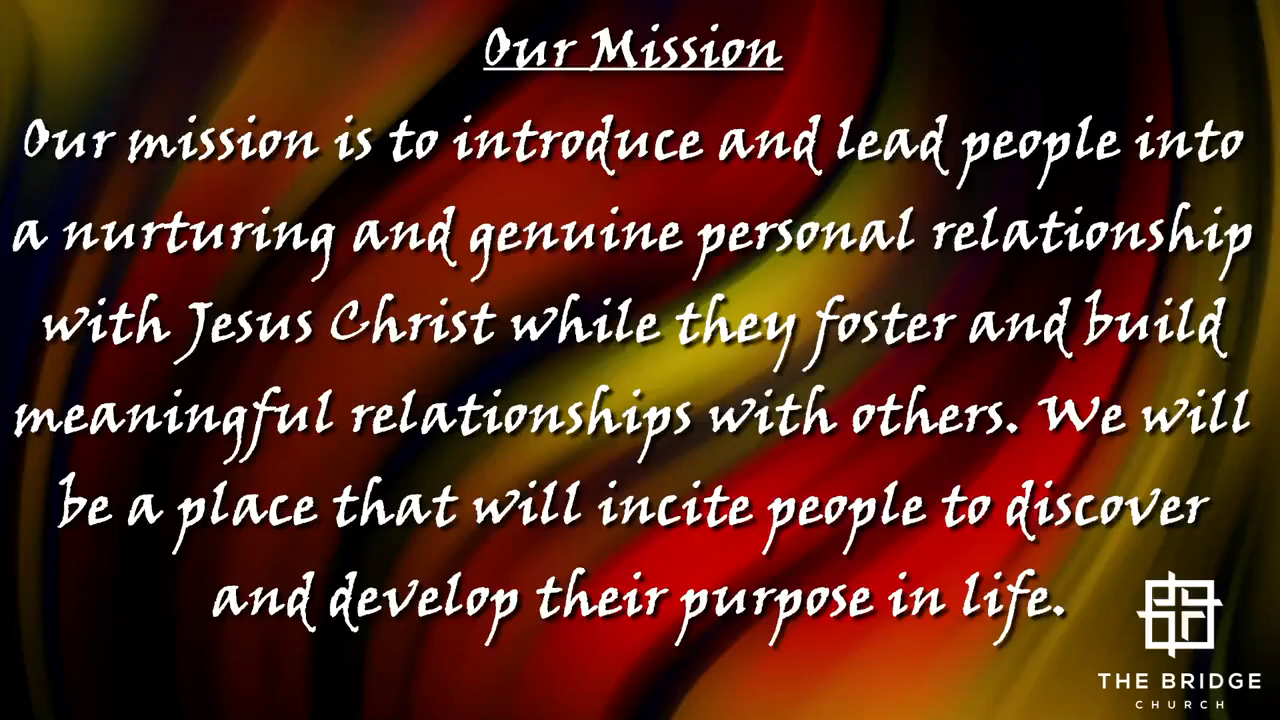 Our Mission
Our mission is to introduce and lead people into
a nurturing and genuine personal relationship
with Jesus Christ while they foster and build
meaningful relationships with others. We will
be a place that will incite people to discover
and develop their purpose in life.
THE BRIDGE
CHURCH